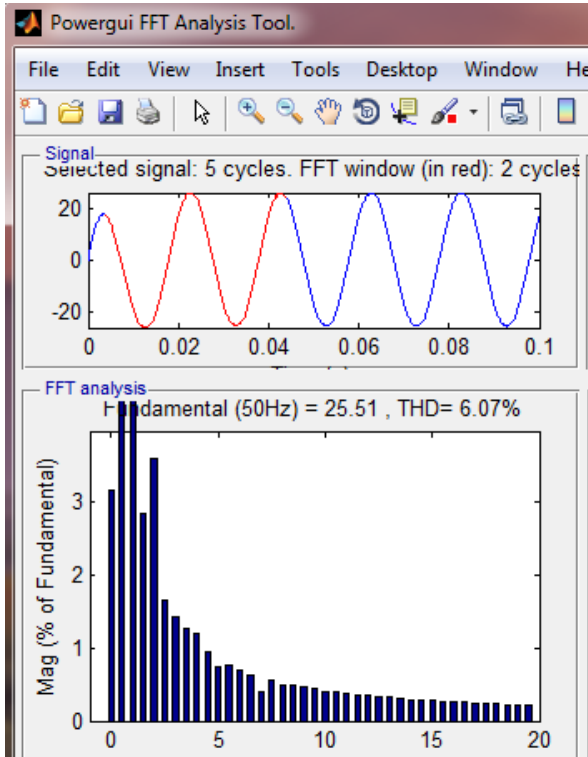 Powergui FFT Analysis Tool.
File Edit View Insert Tools Desktop Window He
Signal
Selected signal: 5 cycles. FFT window (in red): 2 cycles
20
0
-20
0 0.02 0.04 0.06 0.08 0.1
FFT analysis
Fundamental (50Hz) = 25.51 , THD= 6.07%
Mag (% of Fundamental)
3
2
1
0
0 5 10 15 20